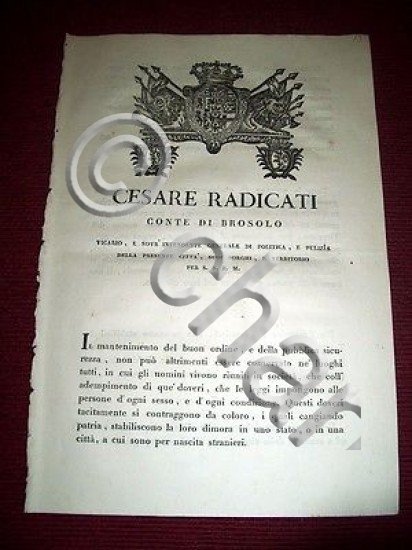 CESARE RADICATI
CONTE DI BROSOLO
VICARIO, E SOVR'INTENDENTE GENERALE DI POLITICA, E PULIZIA
DELLA PRESENTE CITTA', SUOI BORGHI, E TERRITORIO
PER S. S. R. M.
IL mantenimento del buon ordine, e della pubblica sicu-
rezza, non può altrimenti essere conservato ne' luoghi
tutti, in cui gli uomini vivono riuniti in società, che coll'
adempimento di que' doveri, che le leggi impongono alle
persone d'ogni sesso, e d'ogni condizione. Questi doveri
tacitamente si contraggono da coloro, i quali cangiando
patria, stabiliscono la loro dimora in uno stato, o in una
città, a cui sono per nascita stranieri.
© char